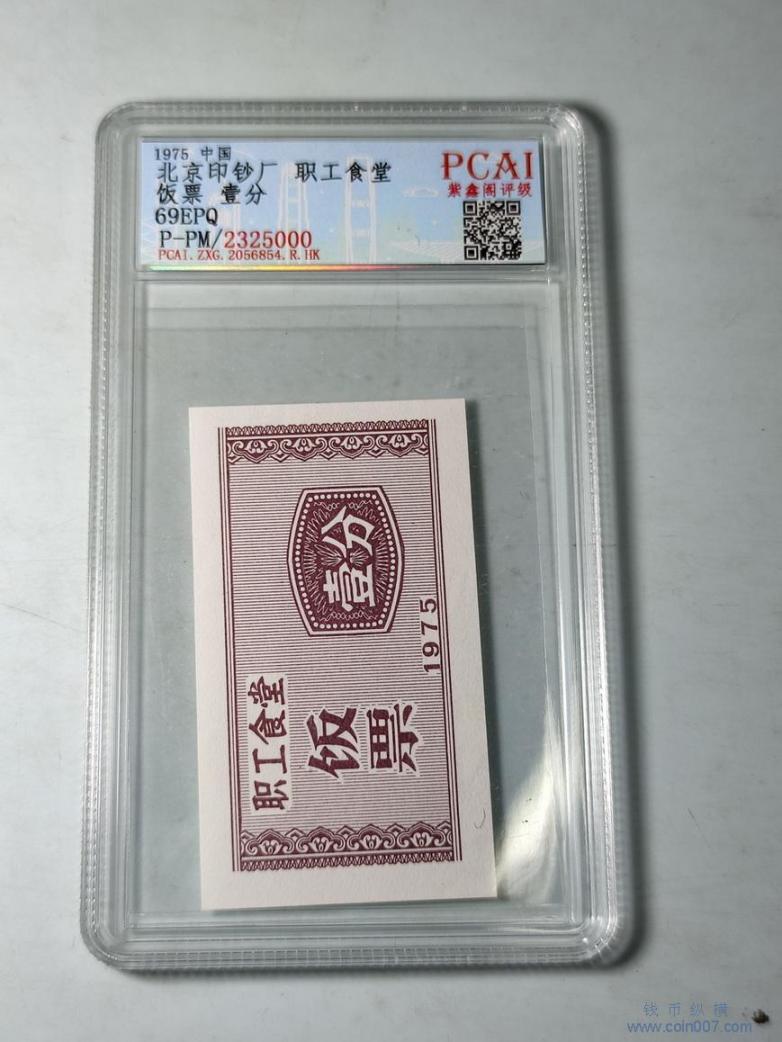 1975 中国
北京印钞厂 职工食堂
饭票 壹分
69EPQ
P-PM/2325000
PCAI.ZXG.2056854.R.HK
PCAI
紫鑫阁评级
职工食堂
饭票
壹分
1975
钱币纵横
www.coin007.com